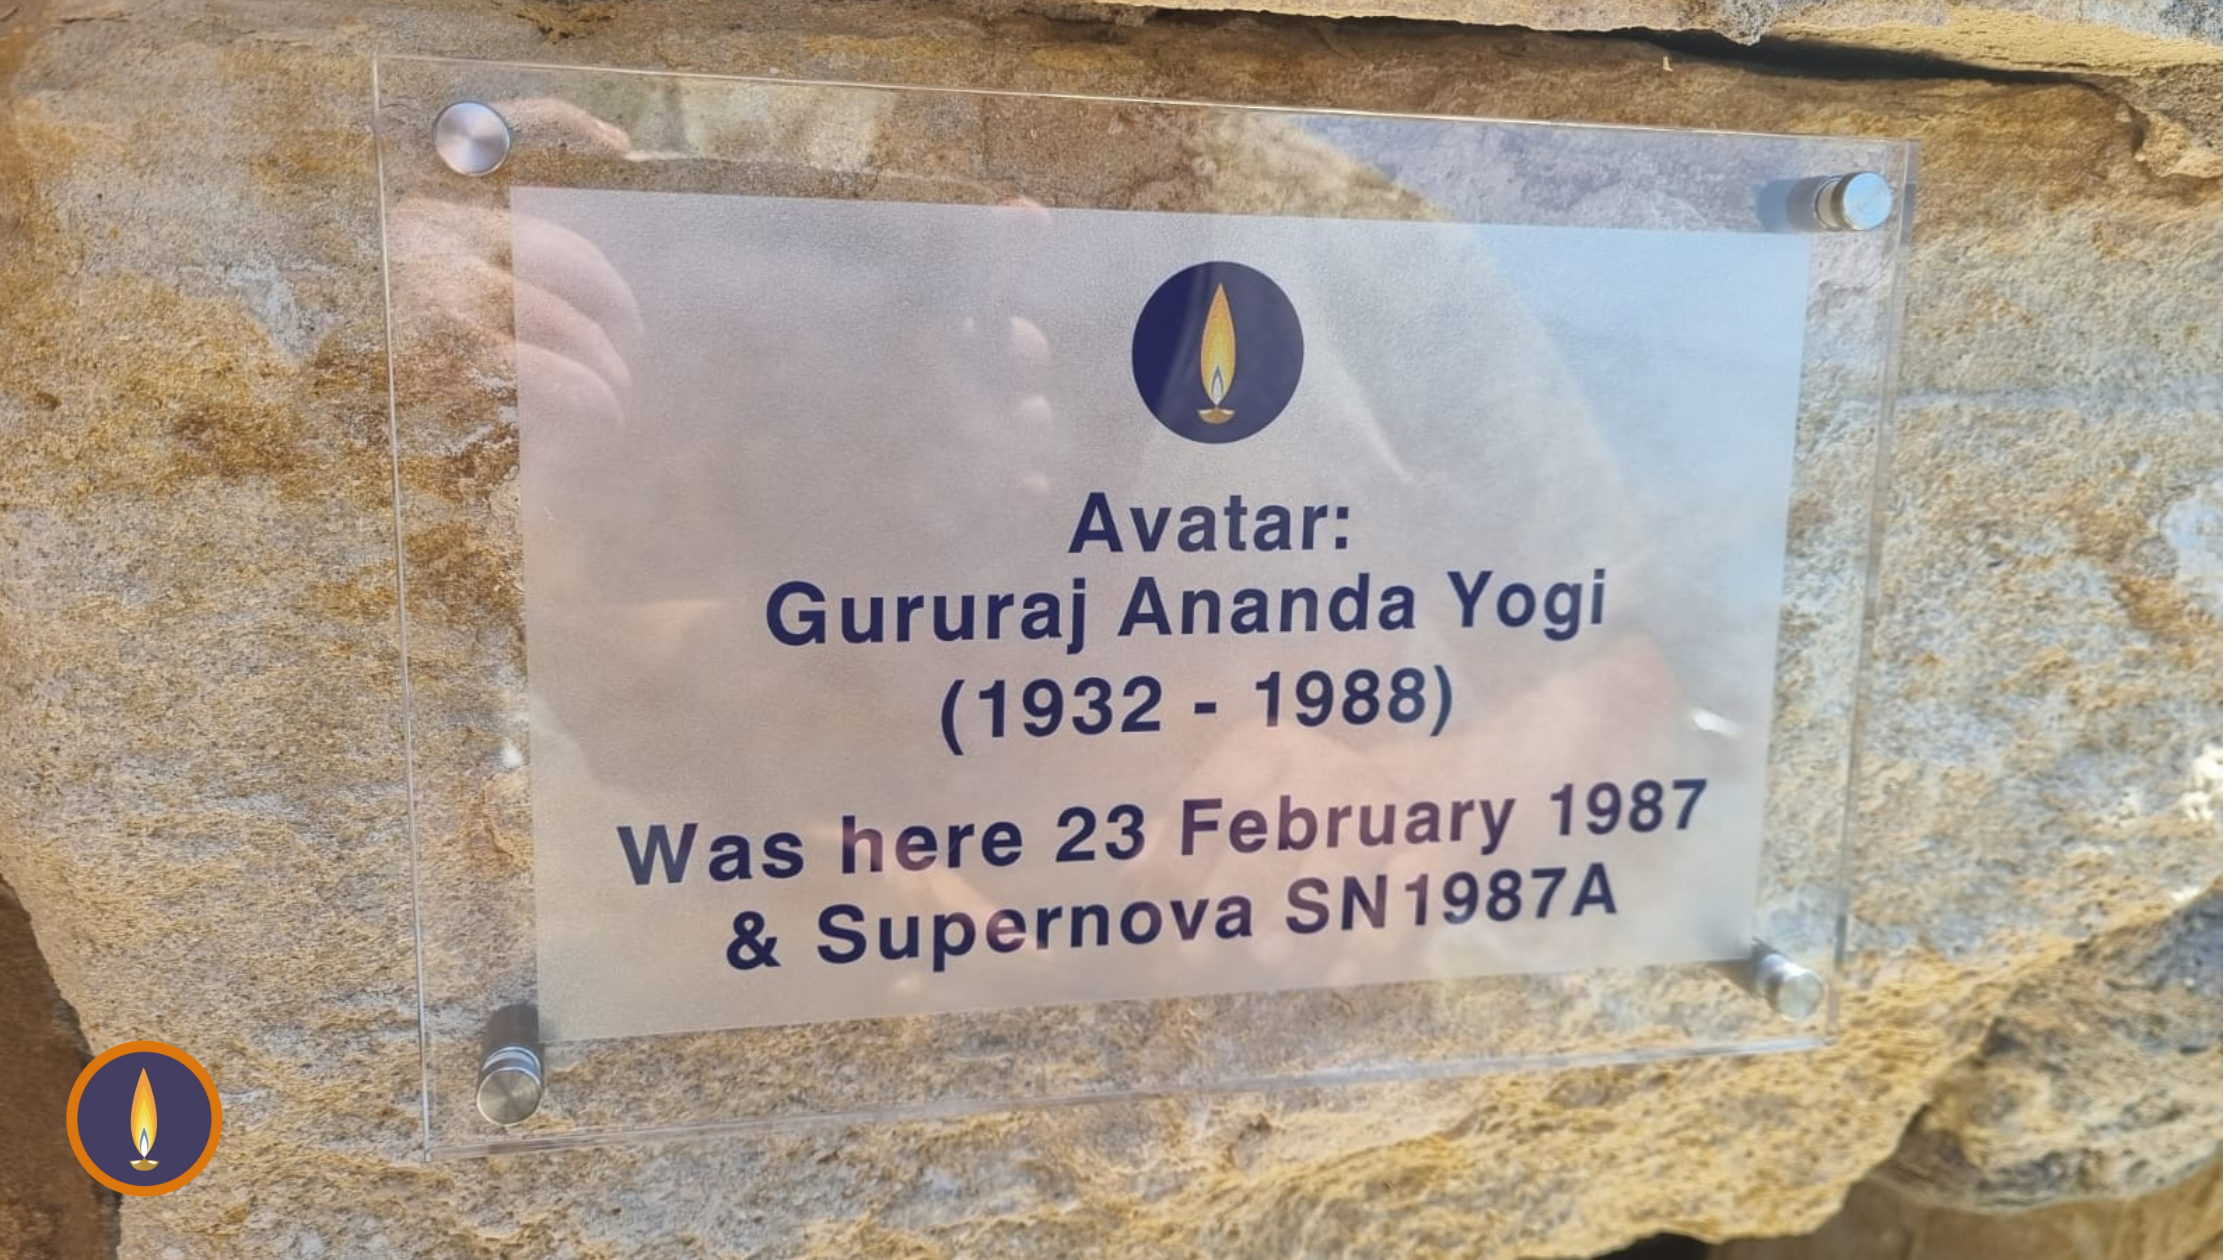 Avatar:
Gururaj Ananda Yogi
(1932 - 1988)
Was here 23 February 1987
& Supernova SN1987A